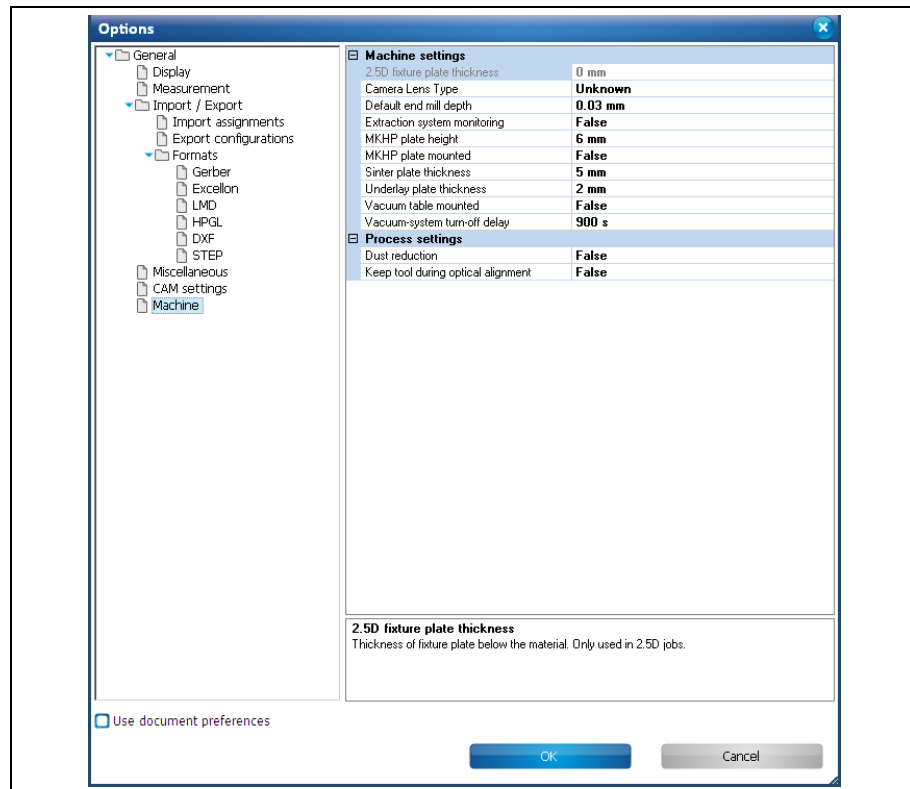 Options
General
Display
Measurement
Import / Export
Import assignments
Export configurations
Formats
Gerber
Excellon
LMD
HPGL
DXF
STEP
Miscellaneous
CAM settings
Machine
Machine settings
2.5D fixture plate thickness 0 mm
Camera Lens Type Unknown
Default end mill depth 0.03 mm
Extraction system monitoring False
MKHP plate height 6 mm
MKHP plate mounted False
Sinter plate thickness 5 mm
Underlay plate thickness 2 mm
Vacuum table mounted False
Vacuum-system turn-off delay 900 s
Process settings
Dust reduction False
Keep tool during optical alignment False
2.5D fixture plate thickness
Thickness of fixture plate below the material. Only used in 2.5D jobs.
Use document preferences
OK Cancel